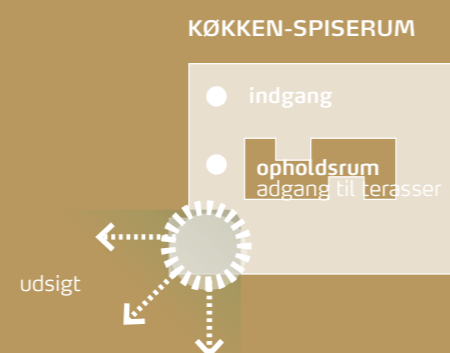 KØKKEN-SPISERUM
indgang
opholdsrum
adgang til terasser
udsigt